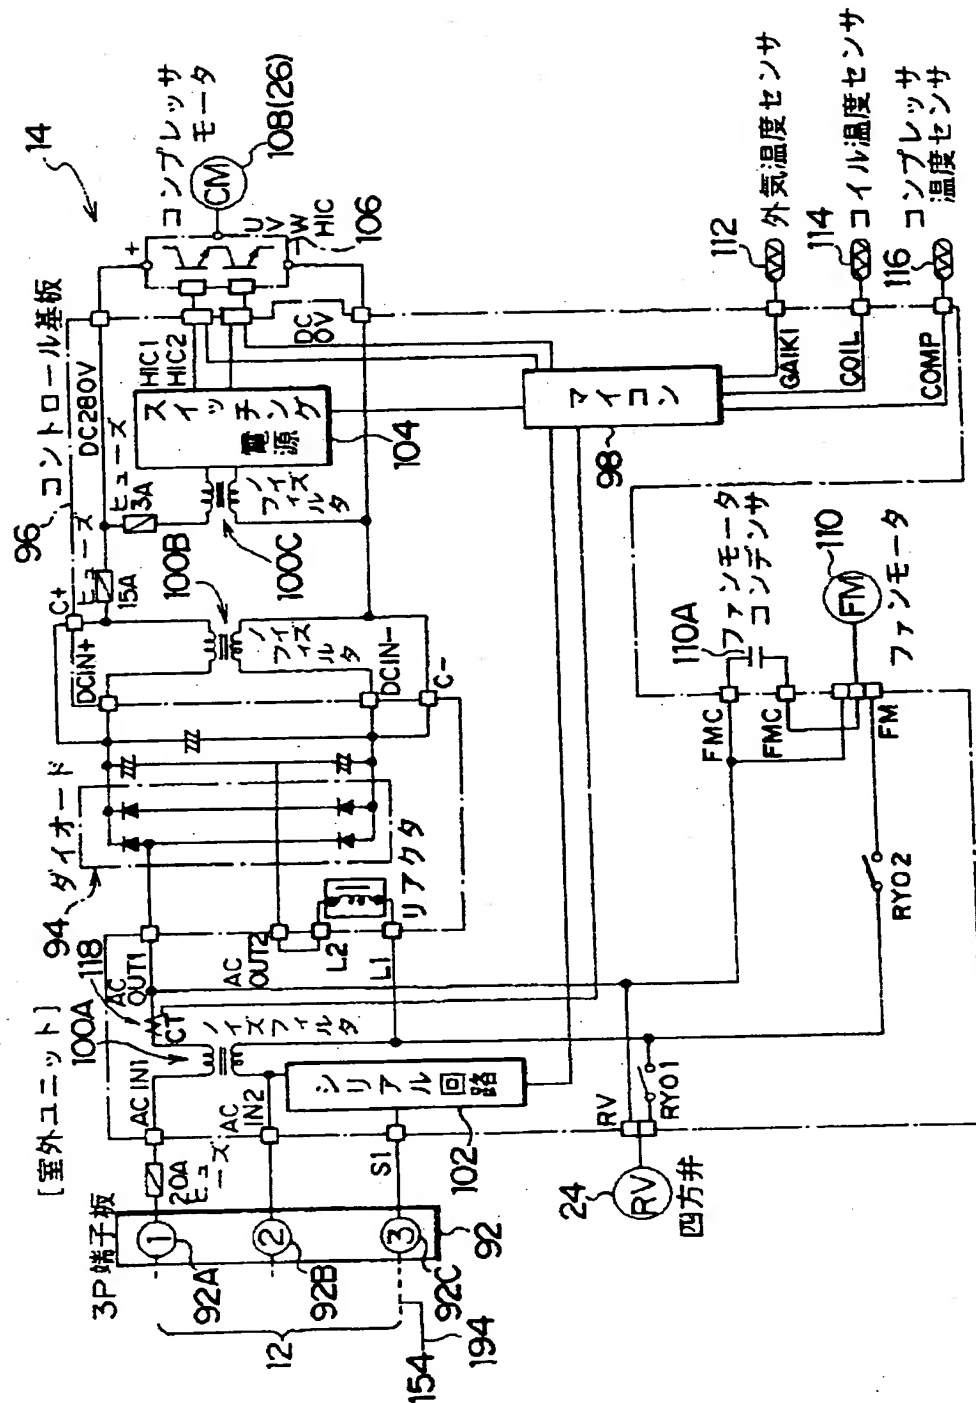 [室外ユニット]
14
96
コントロール基板
94
ダイオード
118
100A
3P端子板
1
2
3
92
92A
92B
92C
12
154
194
20A
ヒューズ
AC IN1
AC
IN2
S1
CT
ノイズフィルタ
シリアル
回路
102
AC
OUT1
AC
OUT2
L2
L1
リアクタ
DCIN+
DCIN-
C+
C-
ヒューズ
15A
100B
ノイズ
フィルタ
DC280V
ヒューズ
3A
100C
ノイズ
フィルタ
スイッチング
電源
104
HIC1
HIC2
DC
0V
+
-
U
V
W
HIC
106
コンプレッサ
モータ
CM
108(26)
マイコン
98
GAIKI
COIL
COMP
112
外気温度センサ
114
コイル温度センサ
116
コンプレッサ
温度センサ
110A
ファンモータ
コンデンサ
110
FM
ファンモータ
FMC
FMC
FM
RY02
RY01
RV
24
RV
四方弁